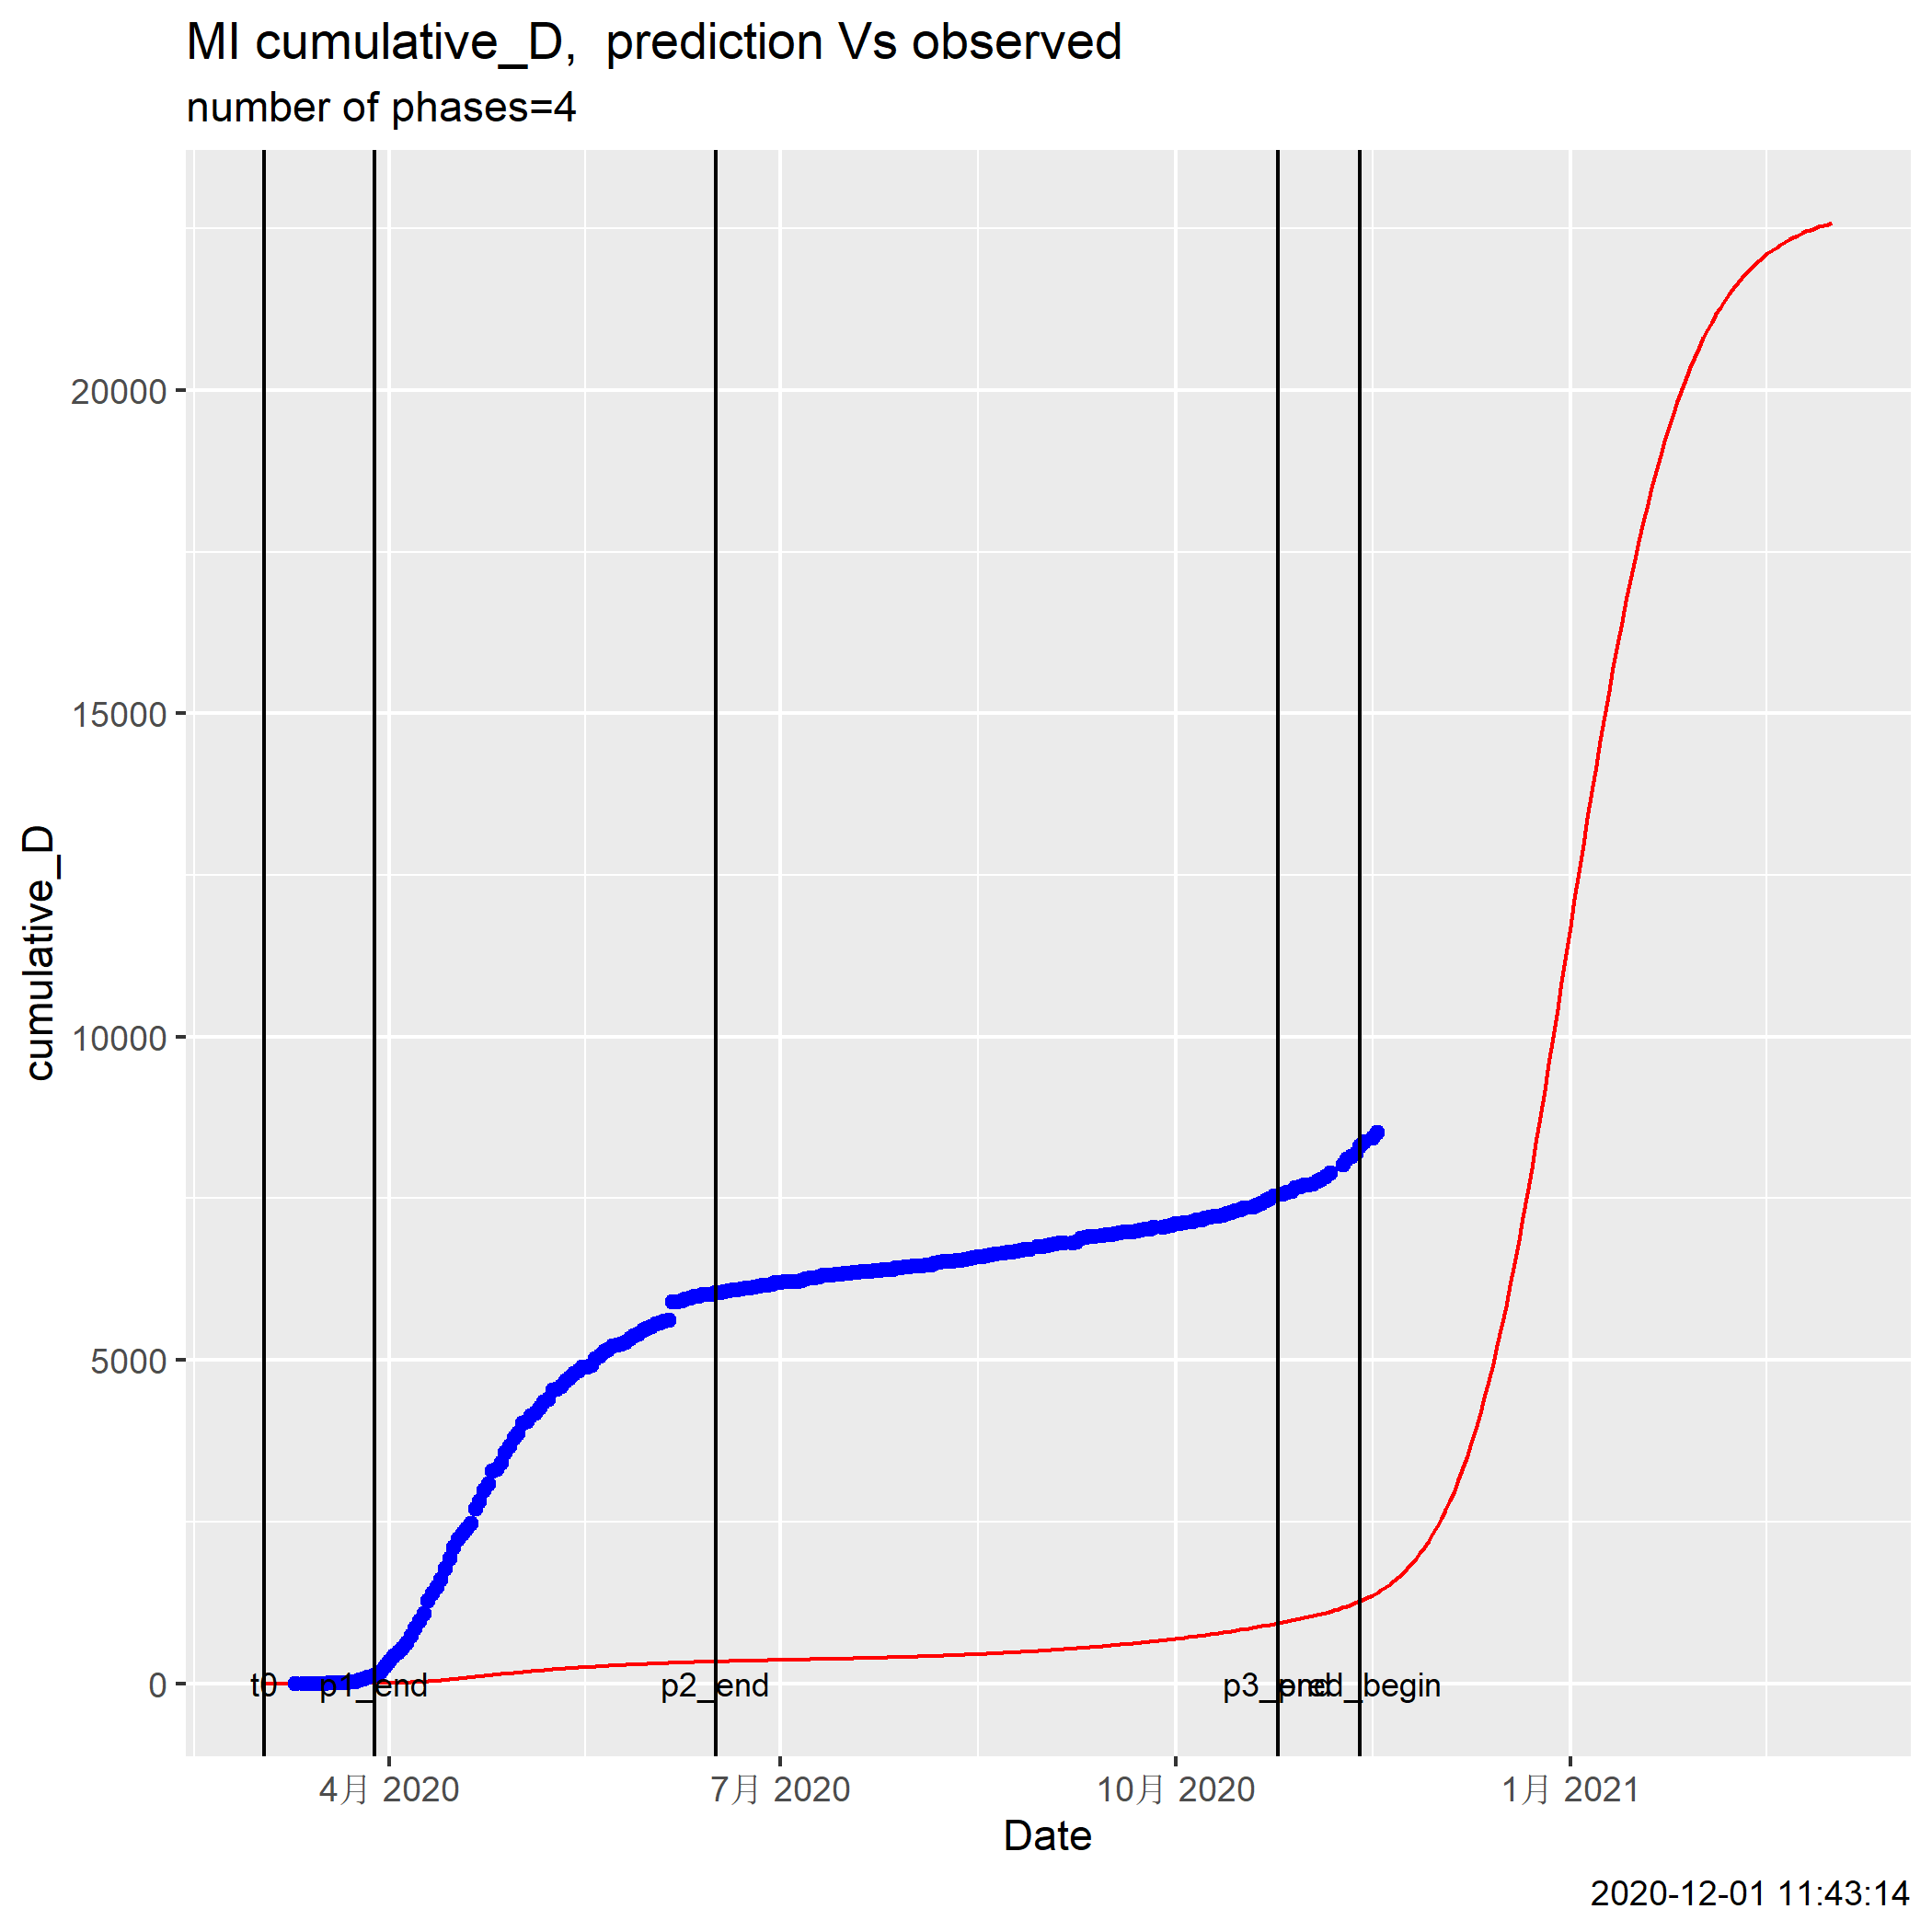 MI cumulative_D,  prediction Vs observed
number of phases=4
cumulative_D
20000
15000
10000
5000
0
t0
p1_end
p2_end
p3_end
pred_begin
4月 2020
7月 2020
10月 2020
1月 2021
Date
2020-12-01 11:43:14